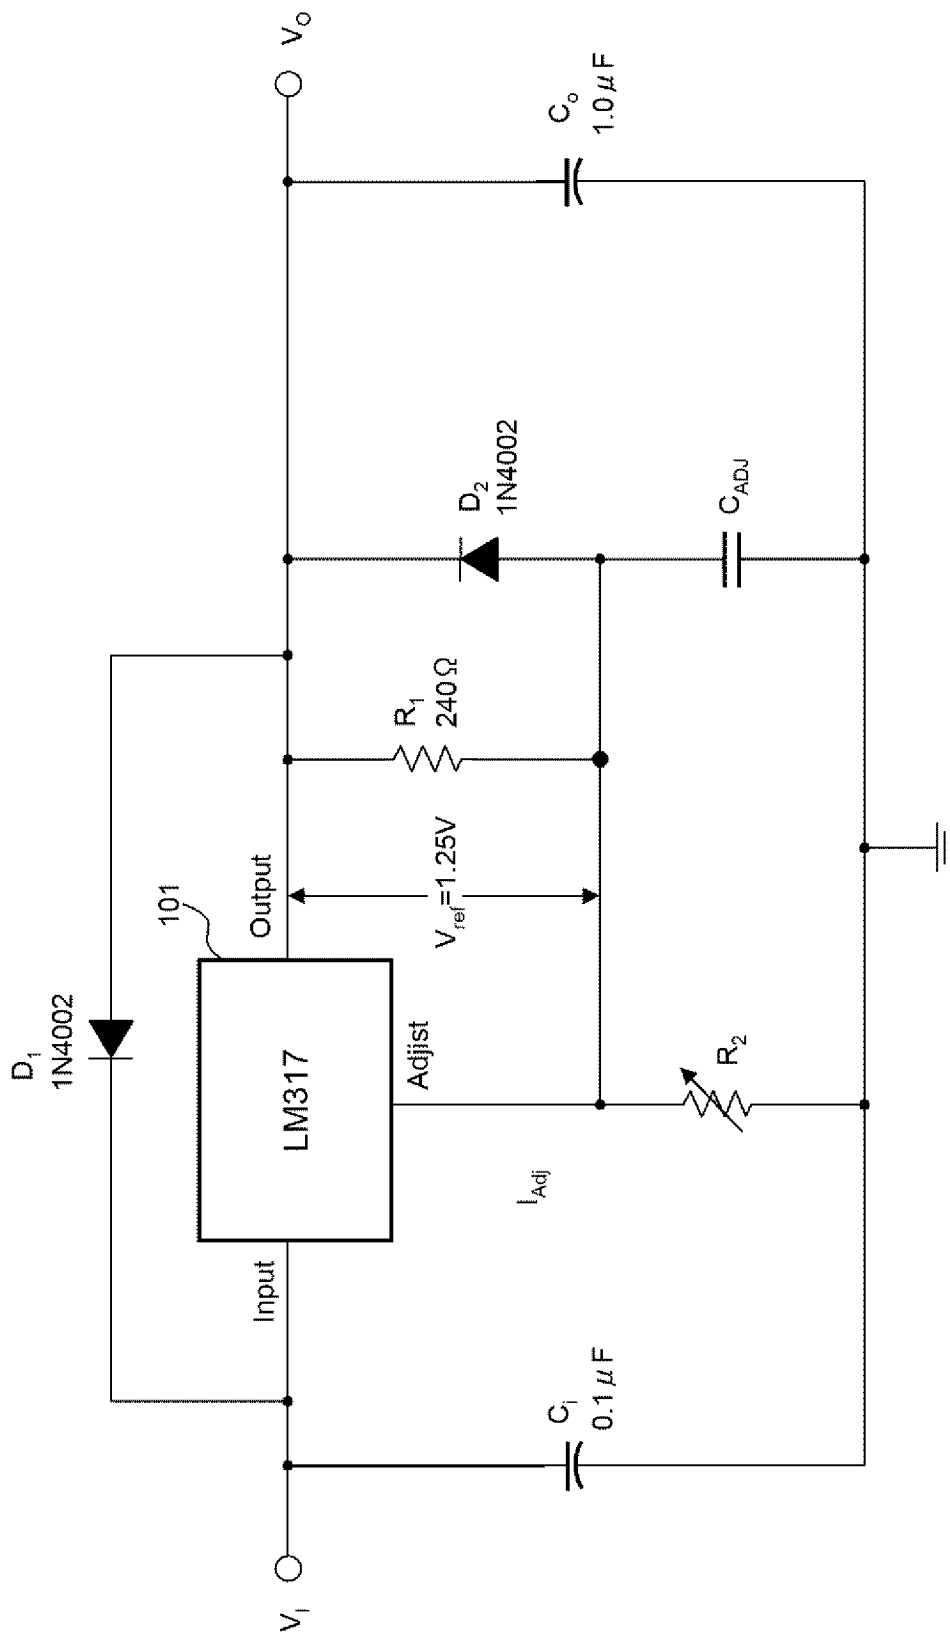 D1
1N4002
101
VI
Input
LM317
Output
VO
Adjist
Vref=1.25V
R1
240Ω
D2
1N4002
IAdj
Ci
0.1μF
R2
CADJ
Co
1.0μF